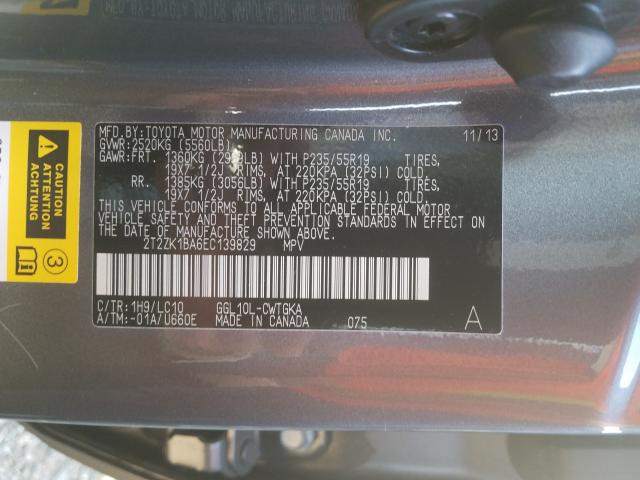 MFD.BY:TOYOTA MOTOR MANUFACTURING CANADA INC. 11/13
GVWR:2520KG (5560LB)
GAWR:FRT. 1360KG WITH P235/55R19 TIRES,
19X7 1/2J RIMS, AT 220KPA (32PSI) COLD.
RR. 1385KG (3056LB) WITH P235/55R19 TIRES,
19X7 1/2J RIMS, AT 220KPA (32PSI) COLD.
THIS VEHICLE CONFORMS TO ALL APPLICABLE FEDERAL MOTOR
VEHICLE SAFETY AND THEFT PREVENTION STANDARDS IN EFFECT
ON THE DATE OF MANUFACTURE SHOWN ABOVE.
2T2ZK1BA6EC139829 MPV
C/TR:1H9/LC10 GGL10L-CWTGKA
A/TM:-01A/U660E MADE IN CANADA 075 A
CAUTION
ATTENTION
ACHTUNG
3